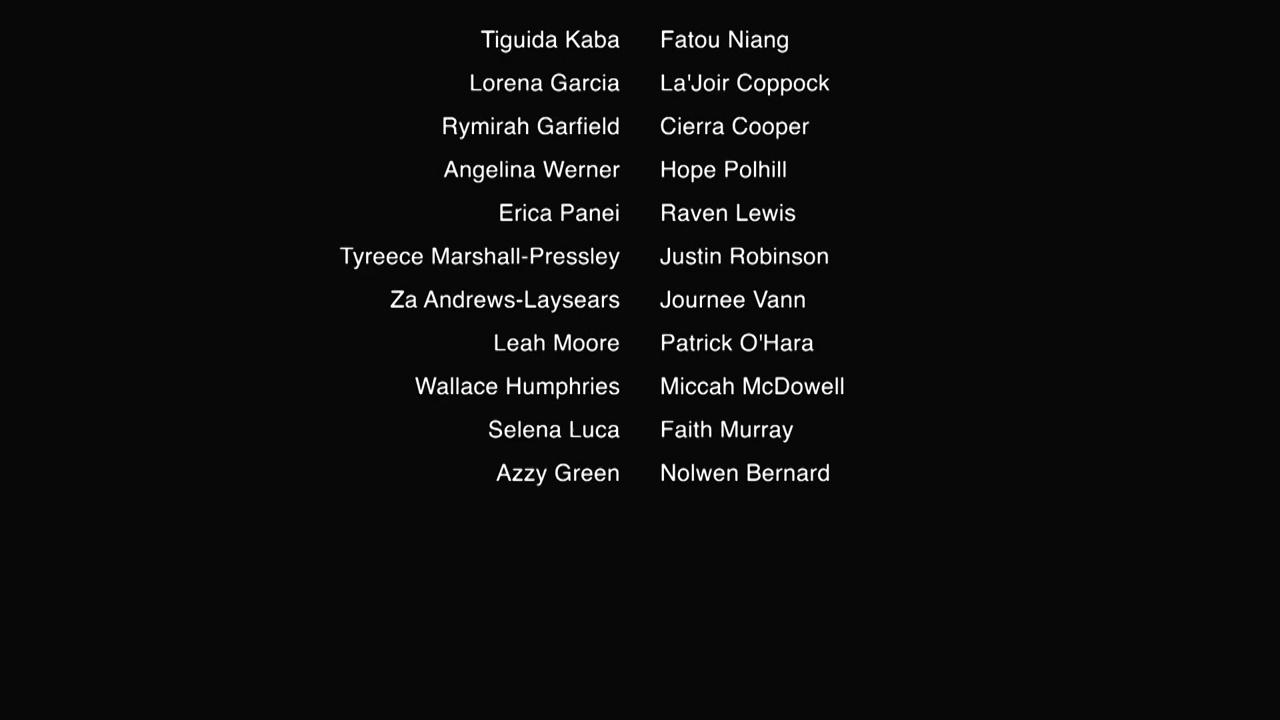 Tiguida Kaba Fatou Niang
Lorena Garcia La'Joir Coppock
Rymirah Garfield Cierra Cooper
Angelina Werner Hope Polhill
Erica Panei Raven Lewis
Tyreece Marshall-Pressley Justin Robinson
Za Andrews-Laysears Journee Vann
Leah Moore Patrick O'Hara
Wallace Humphries Miccah McDowell
Selena Luca Faith Murray
Azzy Green Nolwen Bernard